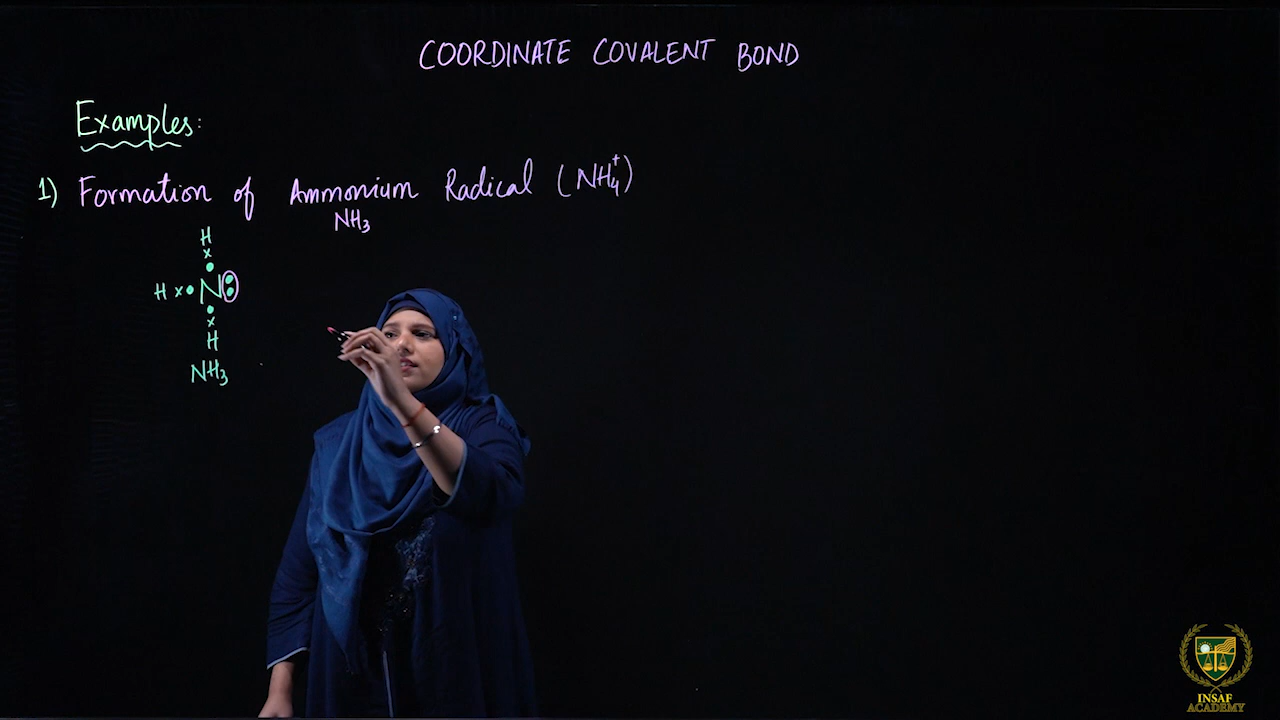 COORDINATE COVALENT BOND
Examples:
1) Formation of Ammonium Radical (NH₄⁺)
NH₃
H
x
H x N
x
H
NH₃
INSAF
ACADEMY